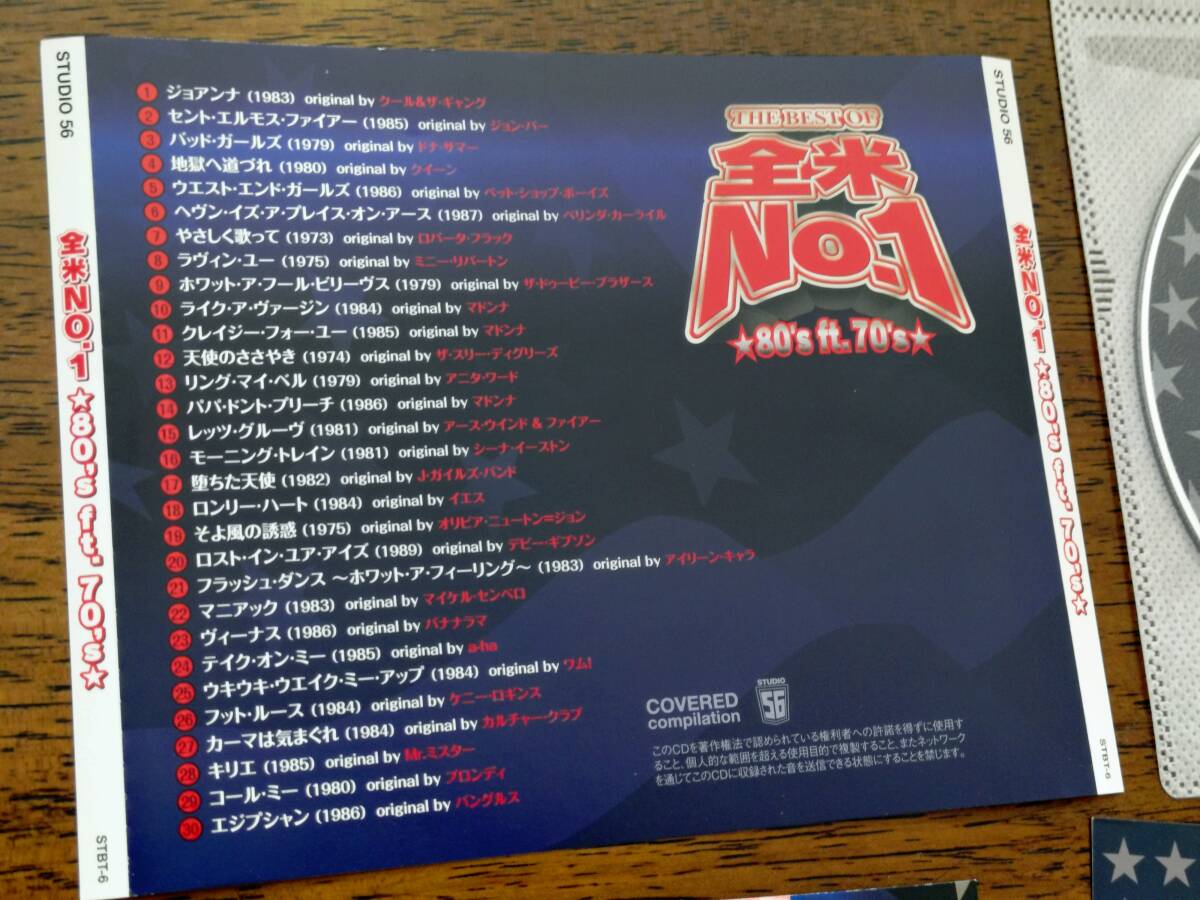 STUDIO 56
全米NO.1 ★80's ft. 70's★
STBT-6
1 ジョアンナ (1983) original by クール&ザ・ギャング
2 セント・エルモス・ファイアー (1985) original by ジョン・パー
3 バッド・ガールズ (1979) original by ドナ・サマー
4 地獄へ道づれ (1980) original by クイーン
5 ウエスト・エンド・ガールズ (1986) original by ペット・ショップ・ボーイズ
6 ヘヴン・イズ・ア・プレイス・オン・アース (1987) original by ベリンダ・カーライル
7 やさしく歌って (1973) original by ロバータ・フラック
8 ラヴィン・ユー (1975) original by ミニー・リパートン
9 ホワット・ア・フール・ビリーヴス (1979) original by ザ・ドゥービー・ブラザース
10 ライク・ア・ヴァージン (1984) original by マドンナ
11 クレイジー・フォー・ユー (1985) original by マドンナ
12 天使のささやき (1974) original by ザ・スリー・ディグリーズ
13 リング・マイ・ベル (1979) original by アニタ・ワード
14 パパ・ドント・プリーチ (1986) original by マドンナ
15 レッツ・グルーヴ (1981) original by アース・ウインド & ファイアー
16 モーニング・トレイン (1981) original by シーナ・イーストン
17 堕ちた天使 (1982) original by J・ガイルズ・バンド
18 ロンリー・ハート (1984) original by イエス
19 そよ風の誘惑 (1975) original by オリビア・ニュートン=ジョン
20 ロスト・イン・ユア・アイズ (1989) original by デビー・ギブソン
21 フラッシュ・ダンス ～ホワット・ア・フィーリング～ (1983) original by アイリーン・キャラ
22 マニアック (1983) original by マイケル・センベロ
23 ヴィーナス (1986) original by バナナラマ
24 テイク・オン・ミー (1985) original by a-ha
25 ウキウキ・ウエイク・ミー・アップ (1984) original by ワム!
26 フット・ルース (1984) original by ケニー・ロギンス
27 カーマは気まぐれ (1984) original by カルチャー・クラブ
28 キリエ (1985) original by Mr.ミスター
29 コール・ミー (1980) original by ブロンディ
30 エジプシャン (1986) original by バングルス
THE BEST OF
全米
No.1
★80's ft. 70's★
COVERED
compilation
STUDIO
56
このCDを著作権法で認められている権利者への許諾を得ずに使用す
ること、個人的な範囲を超える使用目的で複製すること、またネットワーク
を通じてこのCDに収録された音を送信できる状態にすることを禁じます。
STUDIO 56
全米NO.1 ★80's ft. 70's★
STBT-6